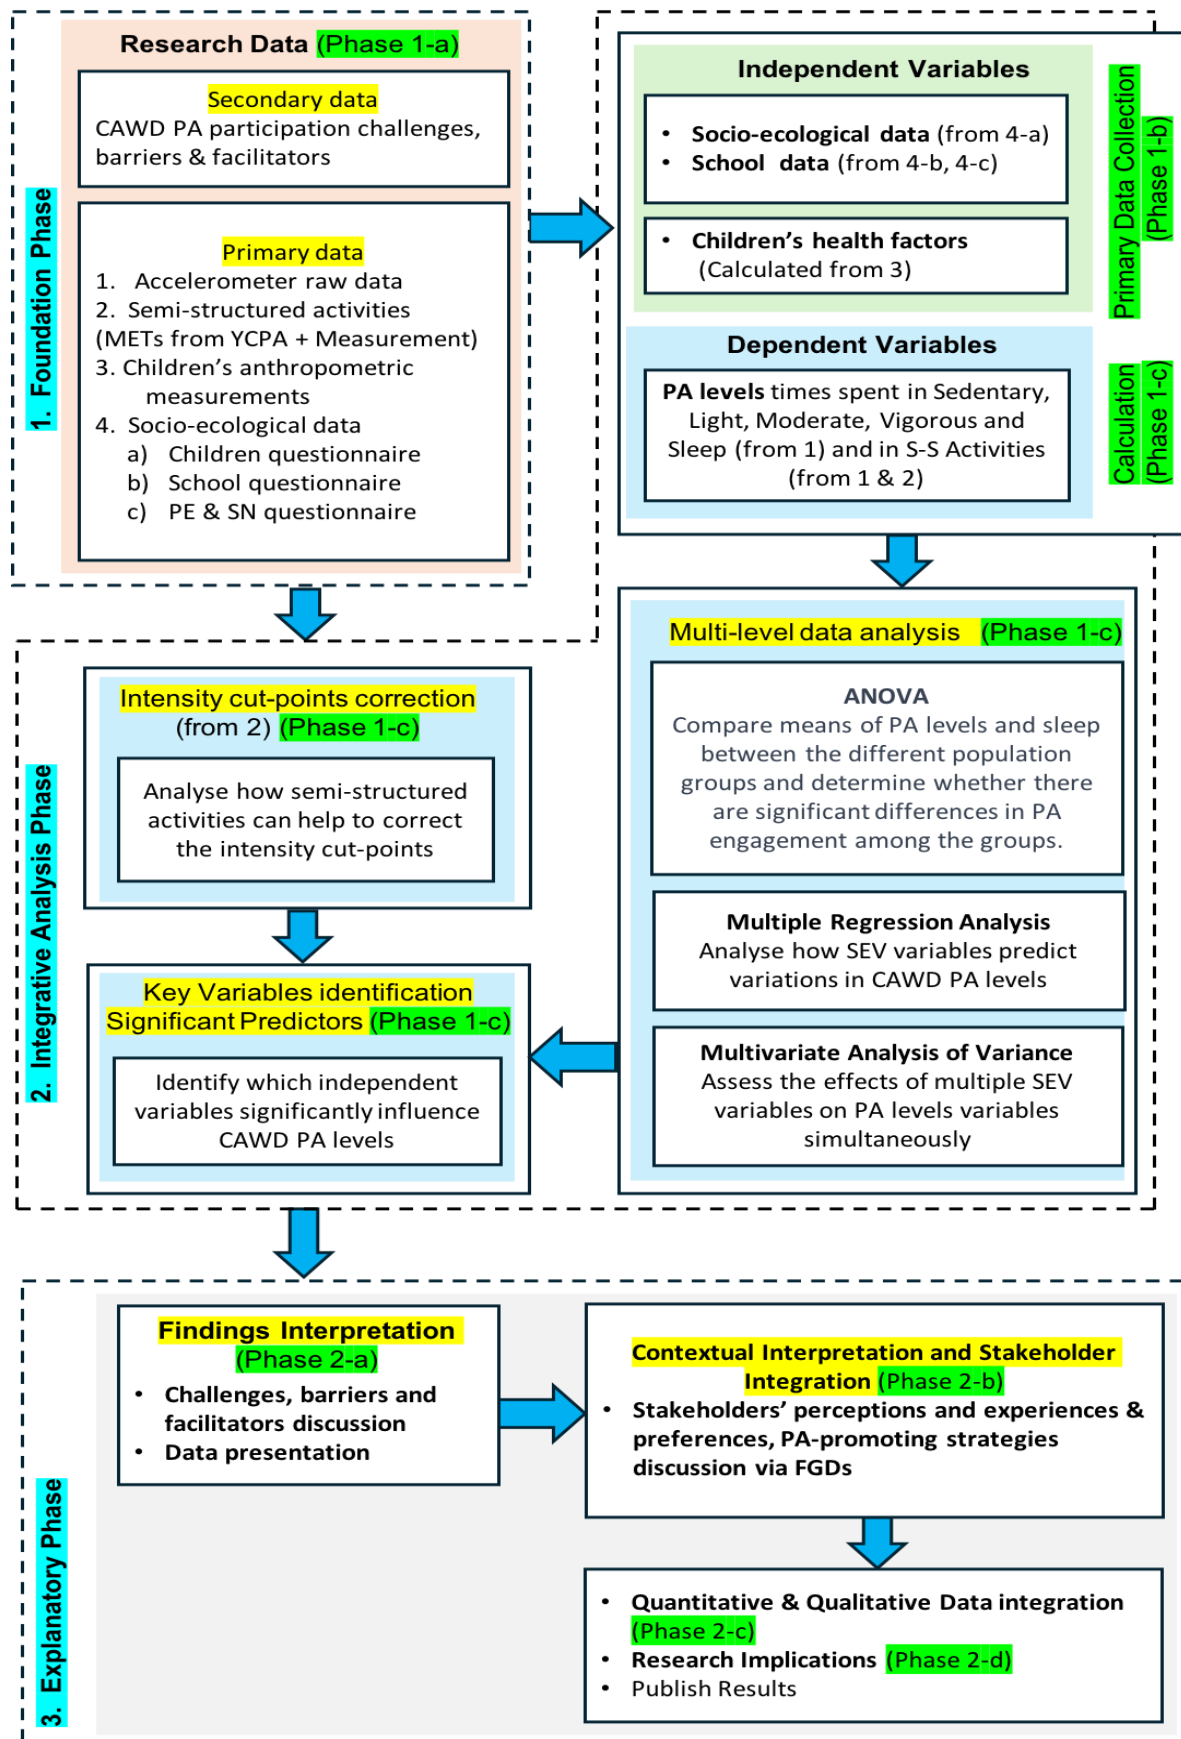 Research Data (Phase 1-a)
Secondary data
CAWD PA participation challenges,
barriers & facilitators
Primary data
1. Accelerometer raw data
2. Semi-structured activities
(METs from YCPA + Measurement)
3. Children's anthropometric
measurements
4. Socio-ecological data
a) Children questionnaire
b) School questionnaire
c) PE & SN questionnaire
1. Foundation Phase
Independent Variables
• Socio-ecological data (from 4-a)
• School data (from 4-b, 4-c)
• Children's health factors
(Calculated from 3)
Primary Data Collection
(Phase 1-b)
Dependent Variables
PA levels times spent in Sedentary,
Light, Moderate, Vigorous and
Sleep (from 1) and in S-S Activities
(from 1 & 2)
Calculation
(Phase 1-c)
Multi-level data analysis (Phase 1-c)
ANOVA
Compare means of PA levels and sleep
between the different population
groups and determine whether there
are significant differences in PA
engagement among the groups.
Multiple Regression Analysis
Analyse how SEV variables predict
variations in CAWD PA levels
Multivariate Analysis of Variance
Assess the effects of multiple SEV
variables on PA levels variables
simultaneously
Intensity cut-points correction
(from 2) (Phase 1-c)
Analyse how semi-structured
activities can help to correct
the intensity cut-points
Key Variables identification
Significant Predictors (Phase 1-c)
Identify which independent
variables significantly influence
CAWD PA levels
2. Integrative Analysis Phase
Findings Interpretation
(Phase 2-a)
• Challenges, barriers and
facilitators discussion
• Data presentation
Contextual Interpretation and Stakeholder
Integration (Phase 2-b)
• Stakeholders' perceptions and experiences &
preferences, PA-promoting strategies
discussion via FGDs
• Quantitative & Qualitative Data integration
(Phase 2-c)
• Research Implications (Phase 2-d)
• Publish Results
3. Explanatory Phase